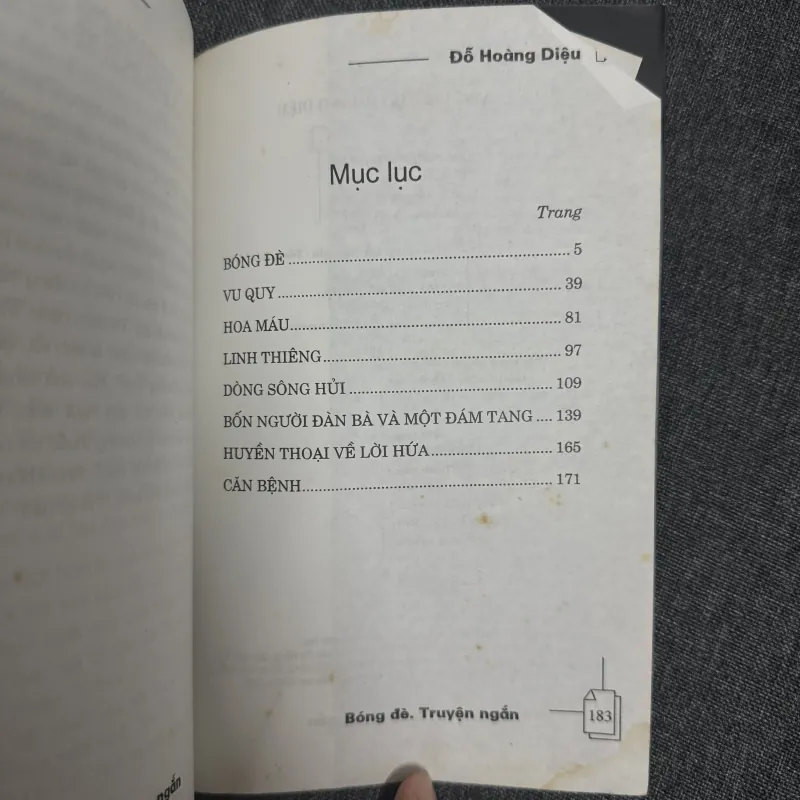 Đỗ Hoàng Diệu
Mục lục
Trang
BÓNG ĐÈ ........ 5
VU QUY ........ 39
HOA MÁU ........ 81
LINH THIÊNG ........ 97
DÒNG SÔNG HỦI ........ 109
BỐN NGƯỜI ĐÀN BÀ VÀ MỘT ĐÁM TANG .... 139
HUYỀN THOẠI VỀ LỜI HỨA ........ 165
CĂN BỆNH ........ 171
Bóng đè. Truyện ngắn
183
ngắn